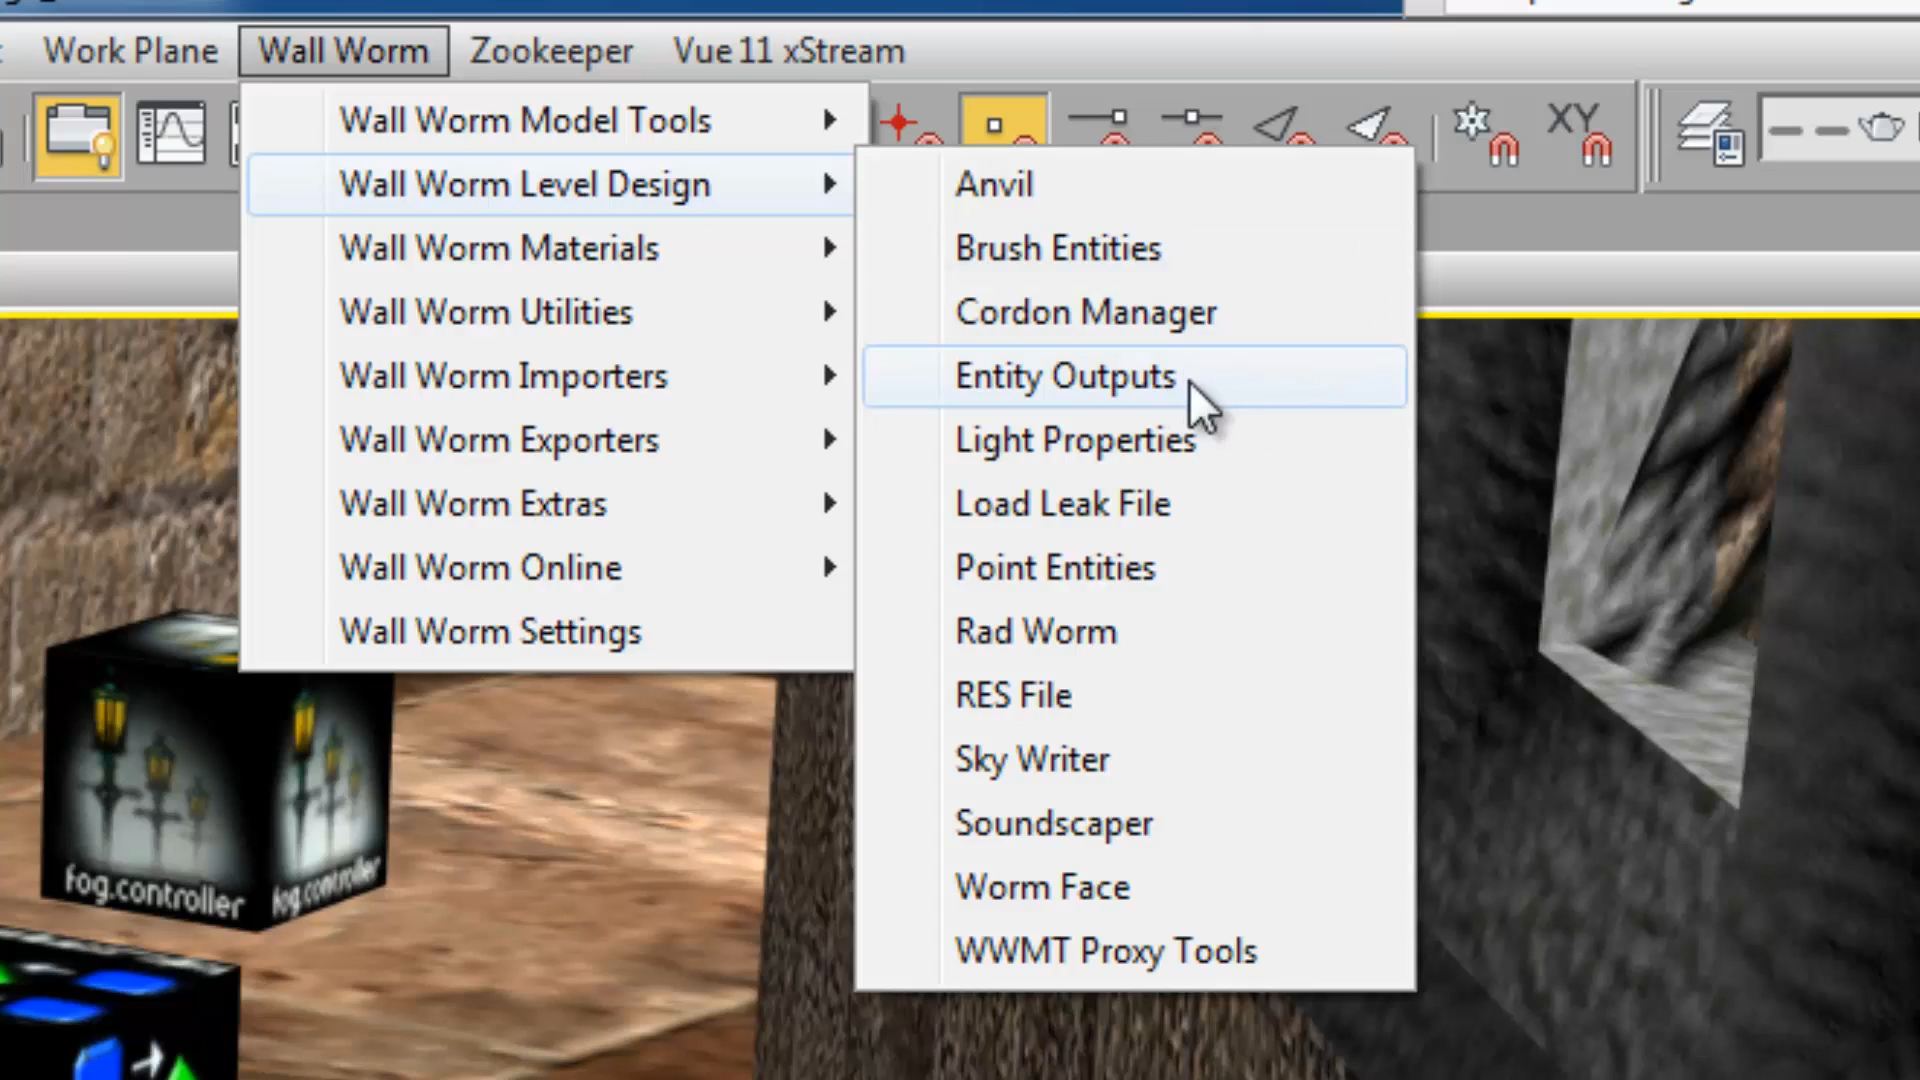 Work Plane Wall Worm Zookeeper Vue 11 xStream
XY
Wall Worm Model Tools
Wall Worm Level Design
Wall Worm Materials
Wall Worm Utilities
Wall Worm Importers
Wall Worm Exporters
Wall Worm Extras
Wall Worm Online
Wall Worm Settings
Anvil
Brush Entities
Cordon Manager
Entity Outputs
Light Properties
Load Leak File
Point Entities
Rad Worm
RES File
Sky Writer
Soundscaper
Worm Face
WWMT Proxy Tools
fog.controller fog.controller